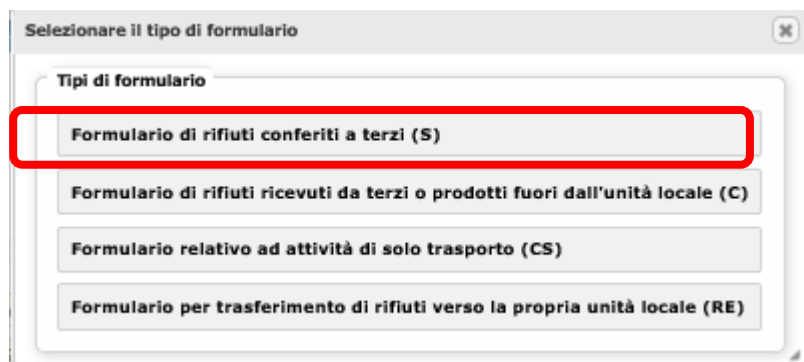 Selezionare il tipo di formulario
Tipi di formulario
Formulario di rifiuti conferiti a terzi (S)
Formulario di rifiuti ricevuti da terzi o prodotti fuori dall'unità locale (C)
Formulario relativo ad attività di solo trasporto (CS)
Formulario per trasferimento di rifiuti verso la propria unità locale (RE)